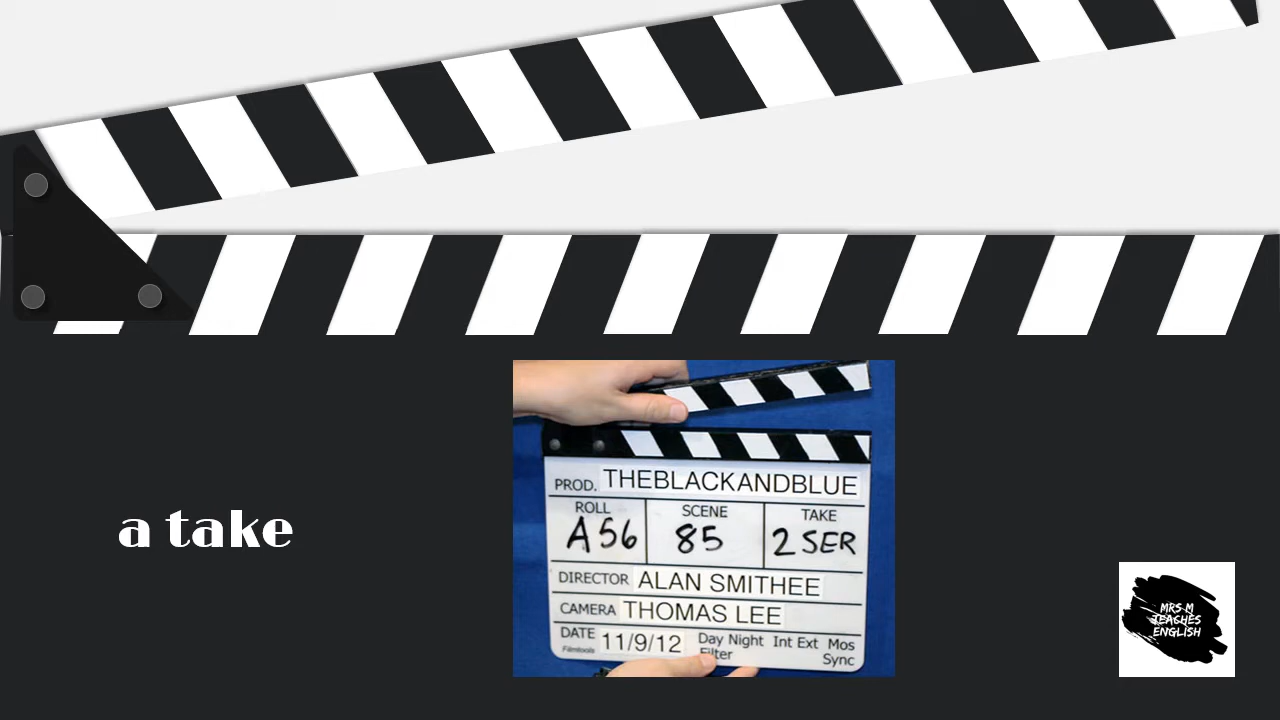 a take
PROD. THEBLACKANDBLUE
ROLL SCENE TAKE
A56 85 2 SER
DIRECTOR ALAN SMITHEE
CAMERA THOMAS LEE
DATE 11/9/12 Day Night Int Ext Mos
Filmtools Filter Sync
MRS M
TEACHES
ENGLISH